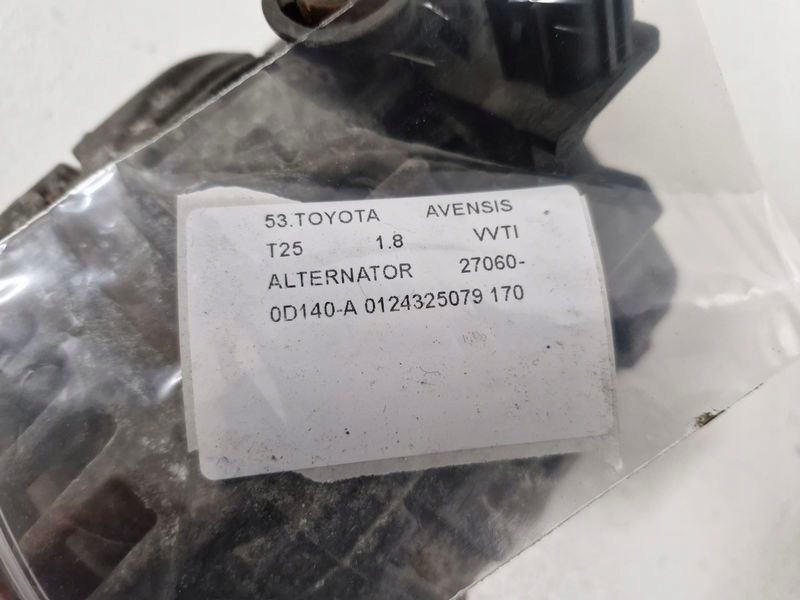 53.TOYOTA AVENSIS
T25 1.8 VVTI
ALTERNATOR 27060-
0D140-A 0124325079 170